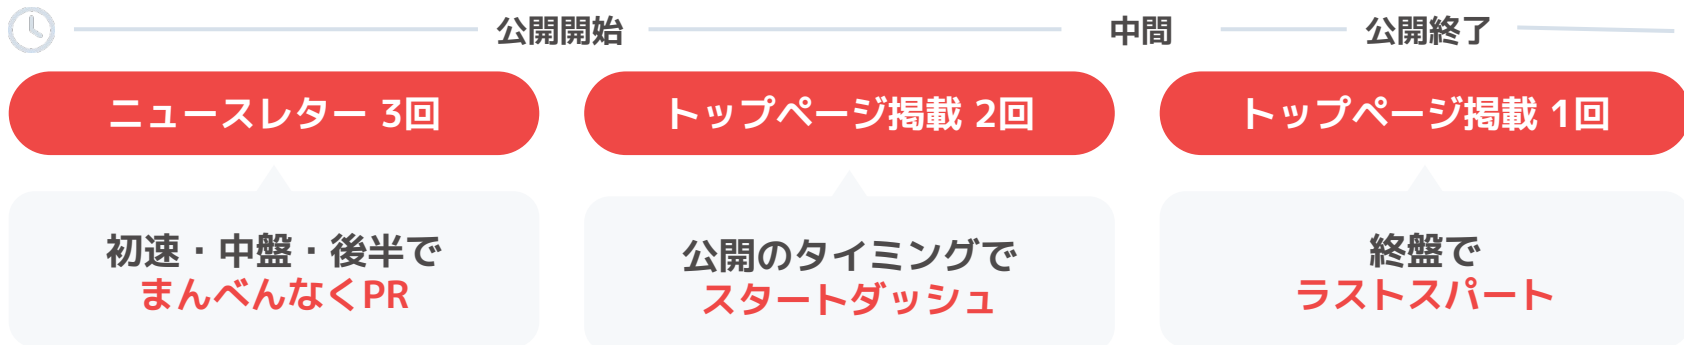 公開開始
中間
公開終了
ニュースレター 3回
トップページ掲載 2回
トップページ掲載 1回
初速・中盤・後半で
まんべんなくPR
公開のタイミングで
スタートダッシュ
終盤で
ラストスパート